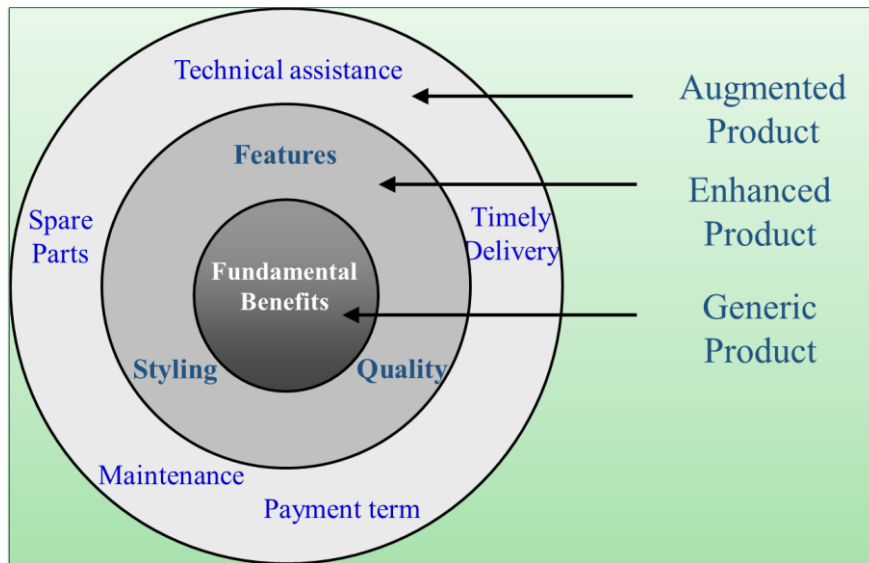 Technical assistance
Augmented
Product
Features
Enhanced
Product
Spare
Parts
Timely
Delivery
Fundamental
Benefits
Generic
Product
Styling
Quality
Maintenance
Payment term